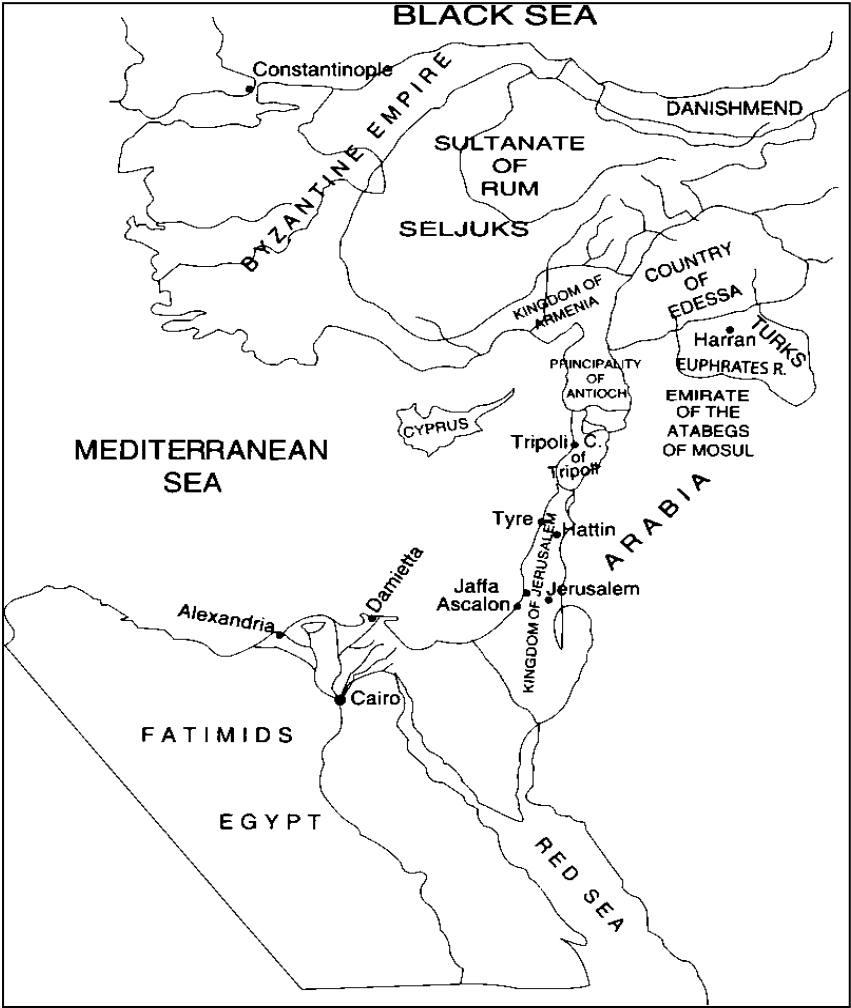 BLACK SEA
Constantinople
BYZANTINE EMPIRE
DANISHMEND
SULTANATE
OF
RUM
SELJUKS
COUNTRY
OF
EDESSA
KINGDOM OF
ARMENIA
TURKS
Harran
EUPHRATES R.
PRINCIPALITY
OF
ANTIOCH
EMIRATE
OF THE
ATABEGS
OF MOSUL
CYPRUS
MEDITERRANEAN
SEA
Tripoli
C.
of
Tripoli
ARABIA
Tyre
Hattin
KINGDOM OF JERUSALEM
Jaffa
Jerusalem
Ascalon
Damietta
Alexandria
Cairo
FATIMIDS
EGYPT
RED SEA